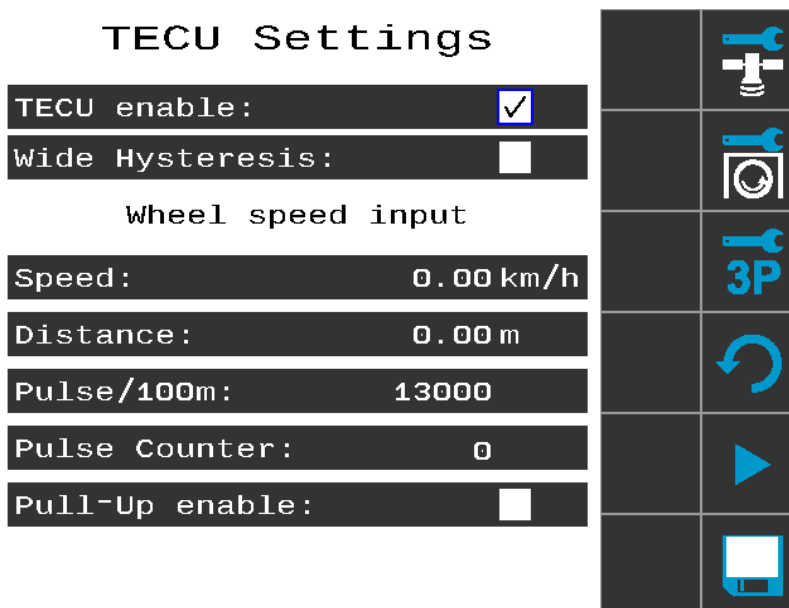 TECU Settings
TECU enable:
Wide Hysteresis:
Wheel speed input
Speed: 0.00 km/h
Distance: 0.00 m
Pulse/100m: 13000
Pulse Counter: 0
Pull-Up enable:
3P